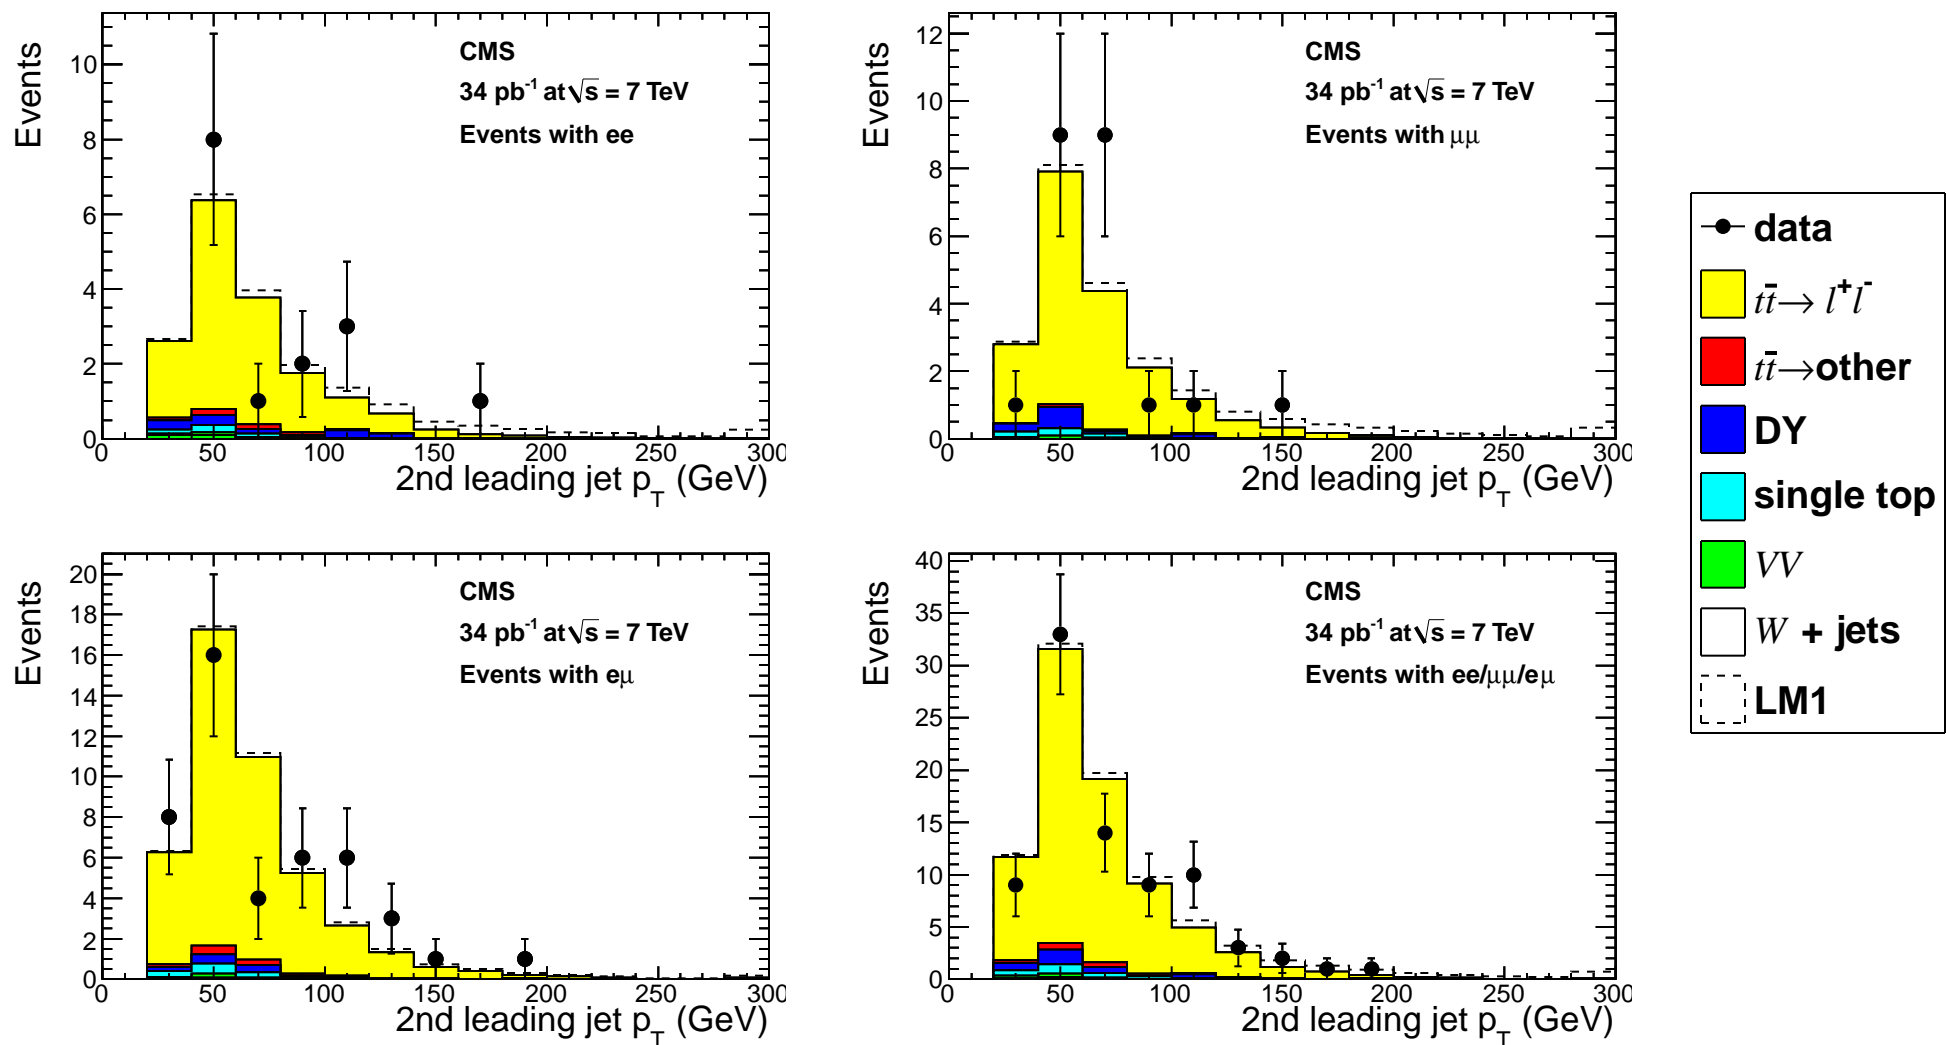 Events
10
8
6
4
2
0
CMS
34 pb⁻¹ at √s = 7 TeV
Events with ee
0 50 100 150 200 250 300
2nd leading jet p_T (GeV)
Events
12
10
8
6
4
2
0
CMS
34 pb⁻¹ at √s = 7 TeV
Events with μμ
0 50 100 150 200 250 300
2nd leading jet p_T (GeV)
Events
20
18
16
14
12
10
8
6
4
2
0
CMS
34 pb⁻¹ at √s = 7 TeV
Events with eμ
0 50 100 150 200 250 300
2nd leading jet p_T (GeV)
Events
40
35
30
25
20
15
10
5
0
CMS
34 pb⁻¹ at √s = 7 TeV
Events with ee/μμ/eμ
0 50 100 150 200 250 300
2nd leading jet p_T (GeV)
data
tt̄→ l⁺l⁻
tt̄→other
DY
single top
VV
W + jets
LM1